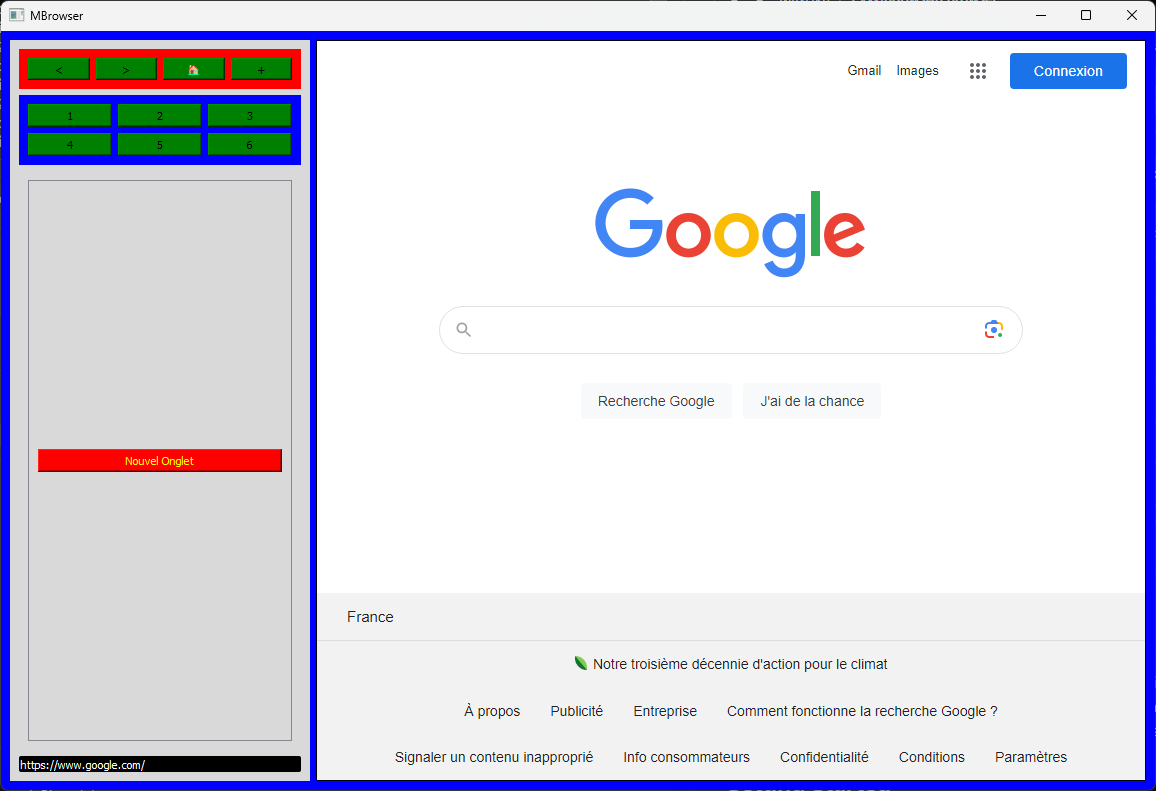 MBrowser
< > 🏠 +
1 2 3
4 5 6
Nouvel Onglet
https://www.google.com/
Gmail Images Connexion
Google
Recherche Google J'ai de la chance
France
Notre troisième décennie d'action pour le climat
À propos Publicité Entreprise Comment fonctionne la recherche Google ?
Signaler un contenu inapproprié Info consommateurs Confidentialité Conditions Paramètres